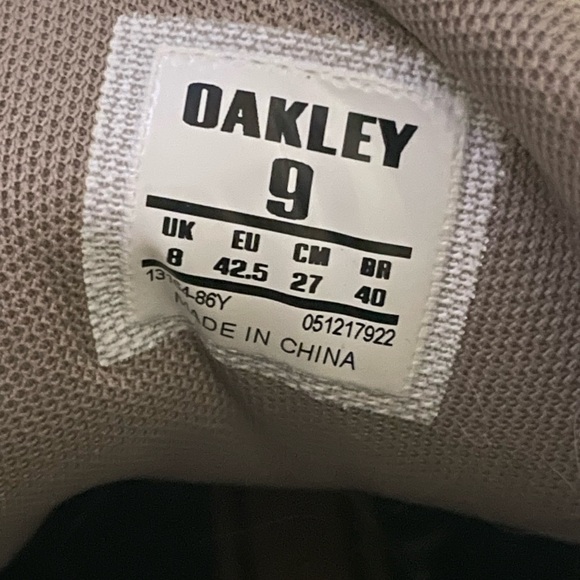 OAKLEY
9
UK EU CM BR
8 42.5 27 40
051217922
MADE IN CHINA